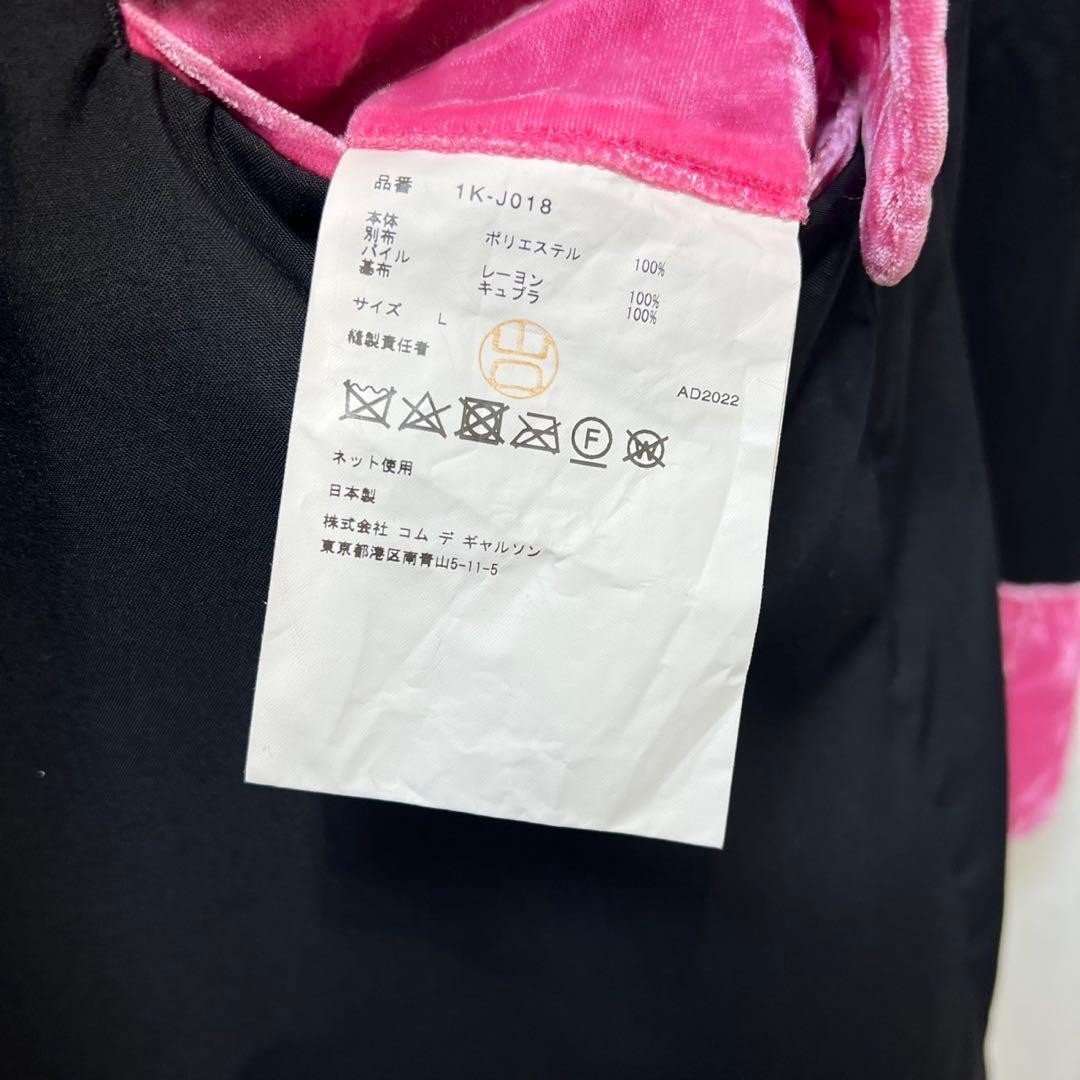 品番 1K-J018
本体 ポリエステル 100%
別布
パイル レーヨン 100%
基布 キュプラ 100%
サイズ L
縫製責任者
AD2022
F W
ネット使用
日本製
株式会社 コム デ ギャルソン
東京都港区南青山5-11-5